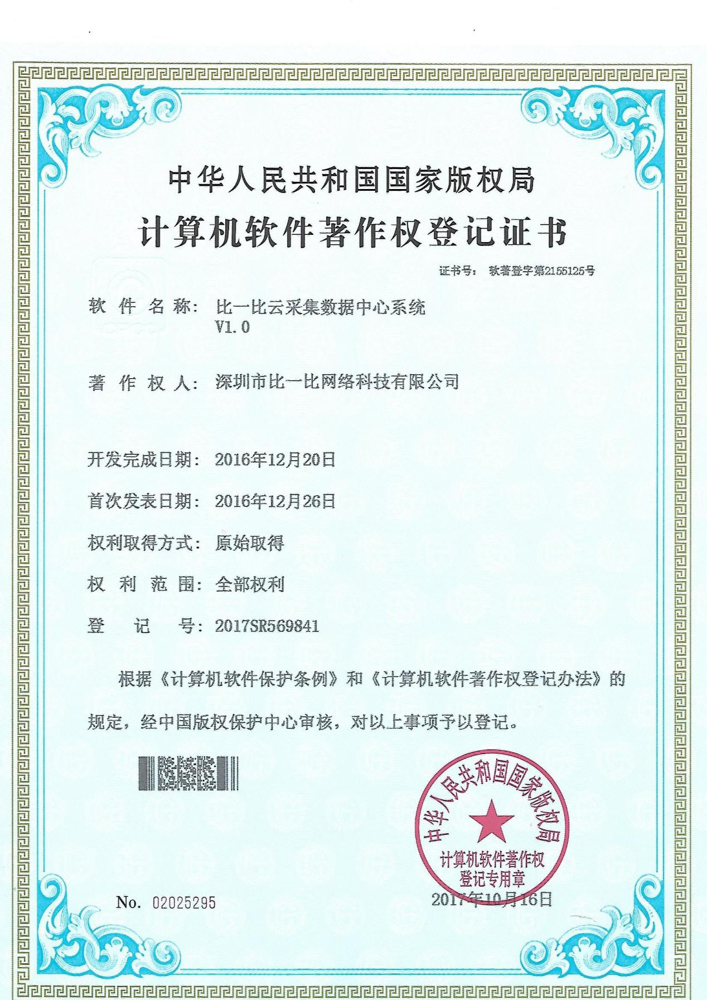 中华人民共和国国家版权局
计算机软件著作权登记证书
证书号： 软著登字第2155125号
软件名称： 比一比云采集数据中心系统
V1.0
著作权人： 深圳市比一比网络科技有限公司
开发完成日期： 2016年12月20日
首次发表日期： 2016年12月26日
权利取得方式： 原始取得
权利范围： 全部权利
登记号： 2017SR569841
根据《计算机软件保护条例》和《计算机软件著作权登记办法》的
规定，经中国版权保护中心审核，对以上事项予以登记。
中华人民共和国国家版权局
计算机软件著作权
登记专用章
No. 02025295
2017年10月16日